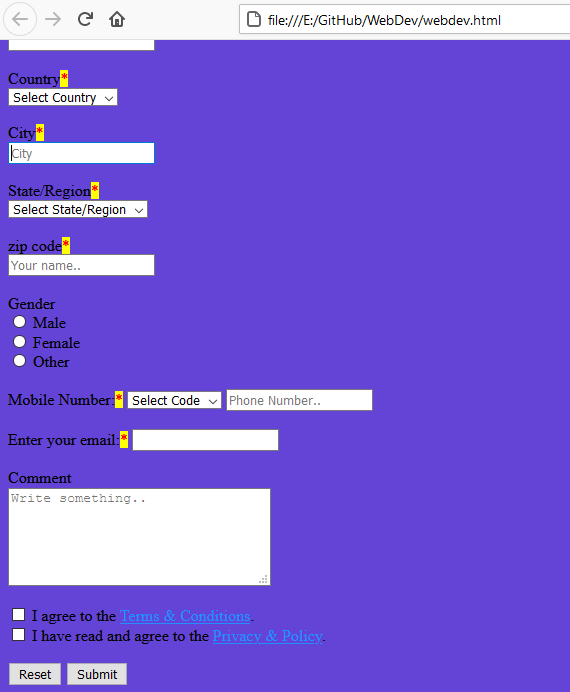 file:///E:/GitHub/WebDev/webdev.html
Country*
Select Country
City*
City
State/Region*
Select State/Region
zip code*
Your name..
Gender
Male
Female
Other
Mobile Number:* Select Code Phone Number..
Enter your email:*
Comment
Write something..
I agree to the Terms & Conditions.
I have read and agree to the Privacy & Policy.
Reset Submit